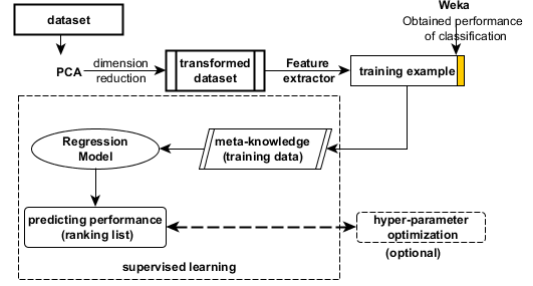 dataset
Weka
Obtained performance
of classification
PCA
dimension
reduction
transformed
dataset
Feature
extractor
training example
Regression
Model
meta-knowledge
(training data)
predicting performance
(ranking list)
hyper-parameter
optimization
(optional)
supervised learning